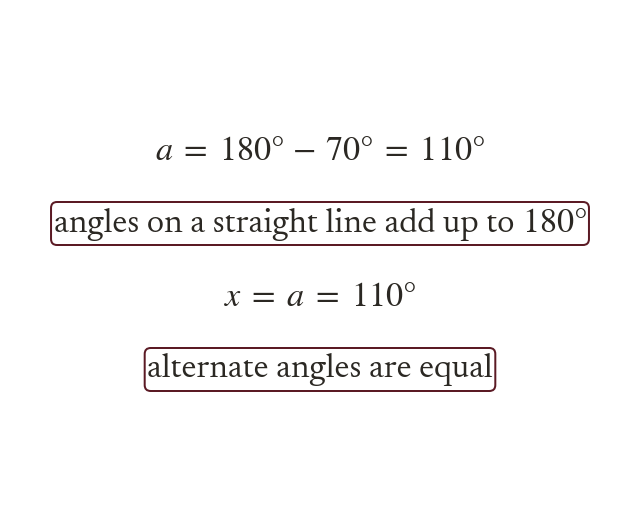 a = 180° − 70° = 110°
angles on a straight line add up to 180°
x = a = 110°
alternate angles are equal